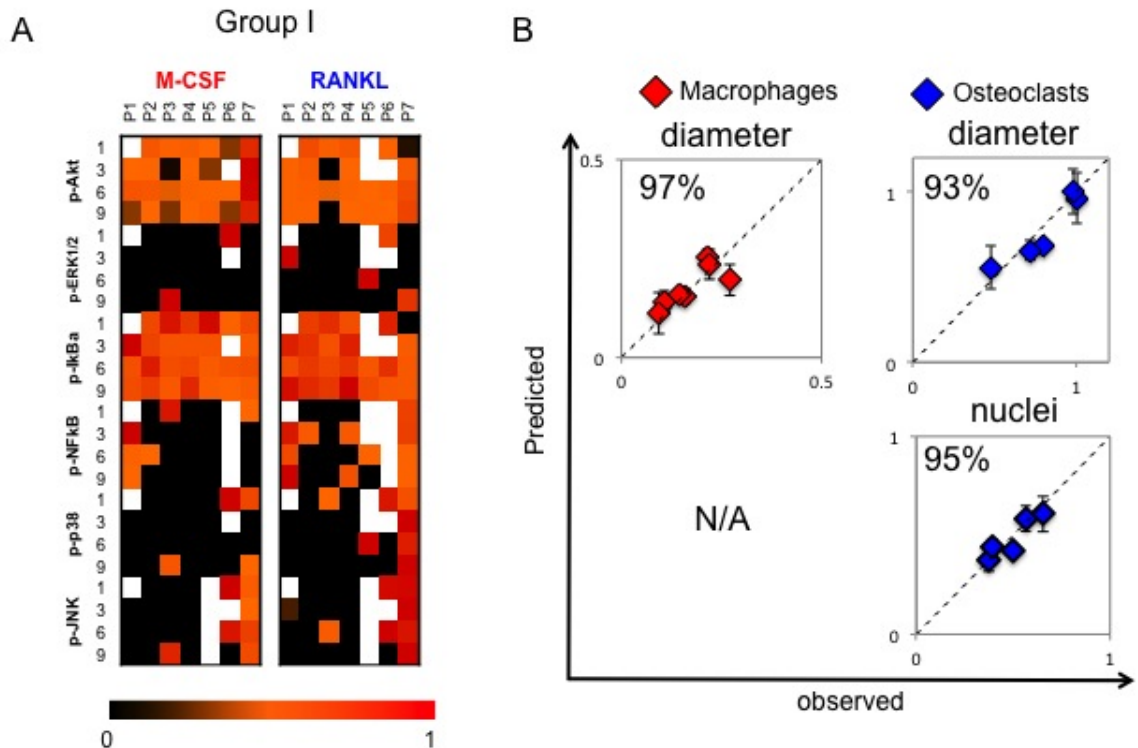 A
Group I
M-CSF
RANKL
P1 P2 P3 P4 P5 P6 P7
P1 P2 P3 P4 P5 P6 P7
p-Akt
1
3
6
9
p-ERK1/2
1
3
6
9
p-IkBa
1
3
6
9
p-NFkB
1
3
6
9
p-p38
1
3
6
9
p-JNK
1
3
6
9
0
1
B
Macrophages
diameter
Osteoclasts
diameter
0.5
97%
0
0
0.5
1
93%
0
0
1
nuclei
1
95%
0
0
1
N/A
Predicted
observed